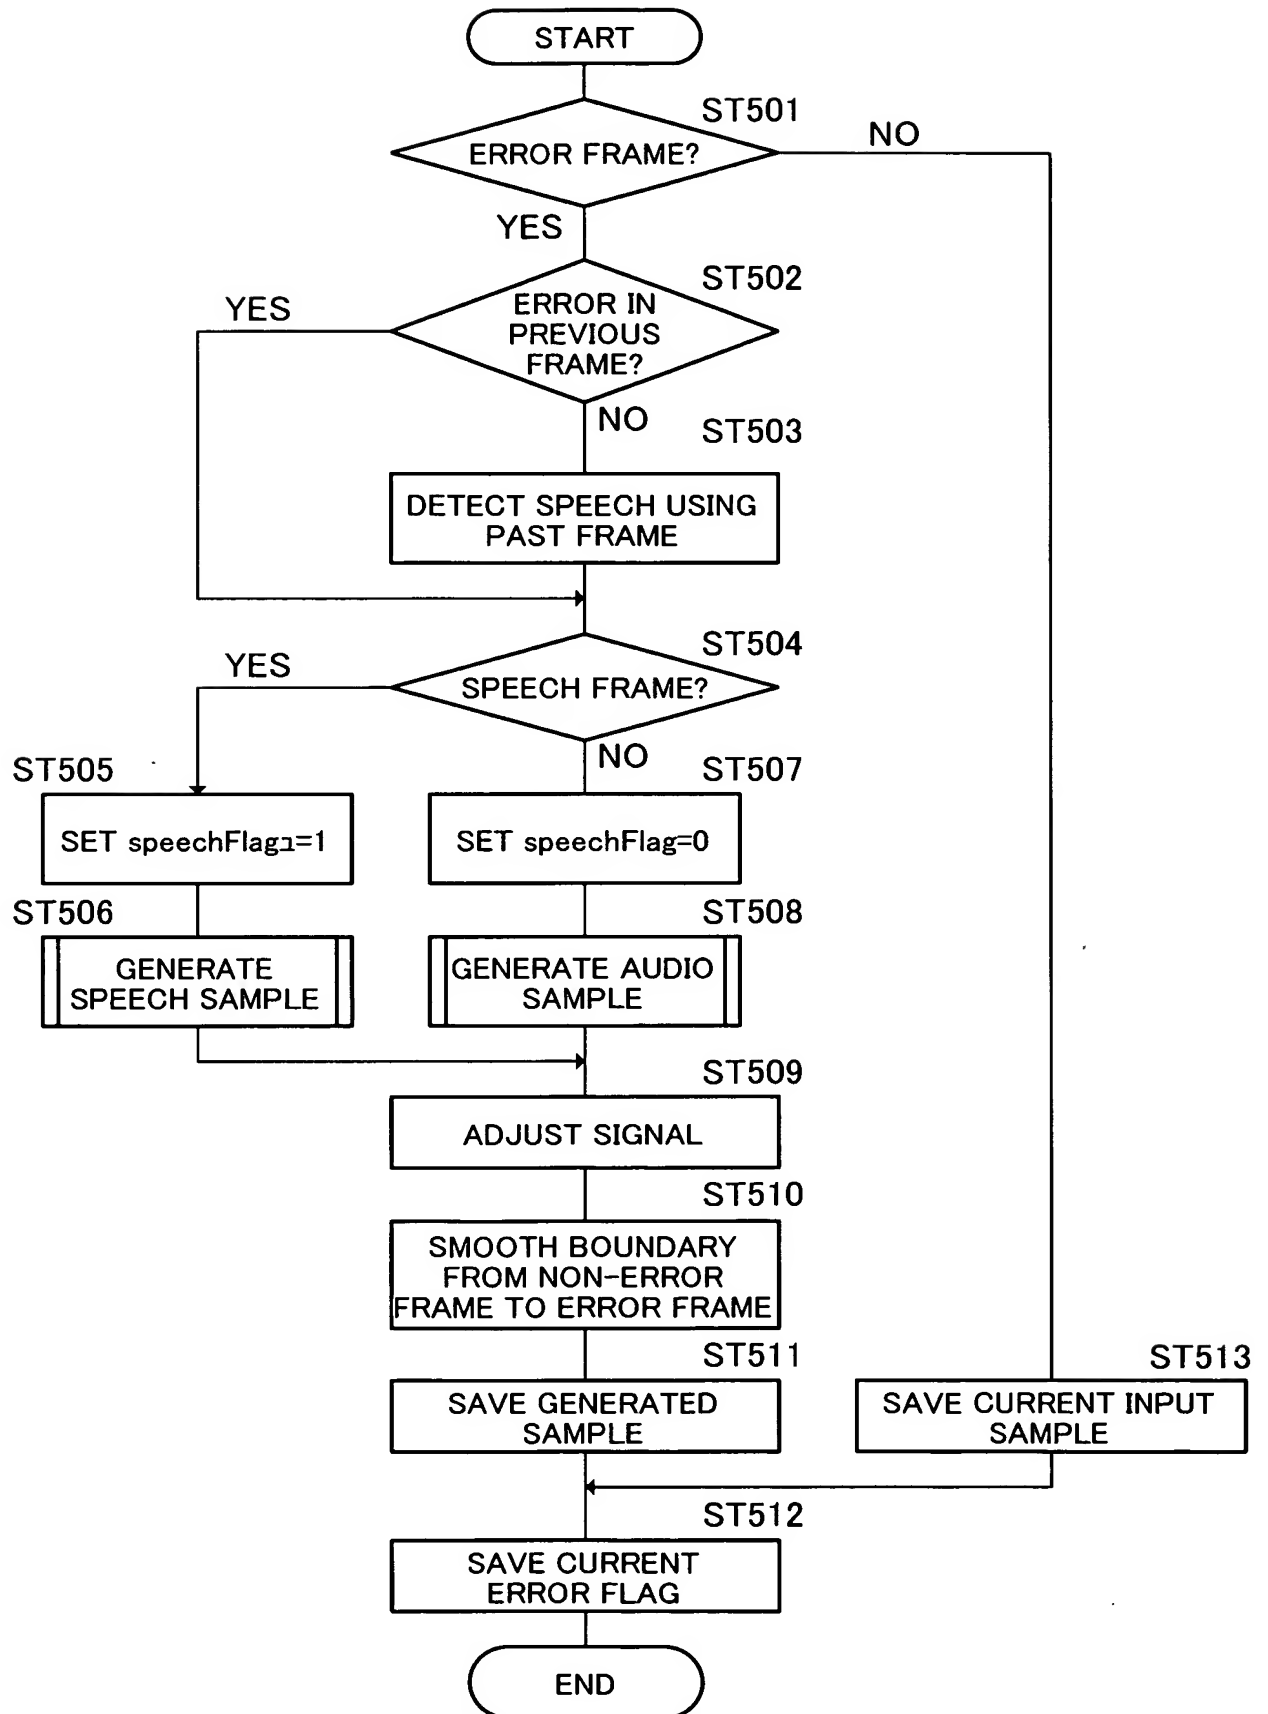 START
ST501
ERROR FRAME?
NO
YES
ST502
YES
ERROR IN
PREVIOUS
FRAME?
NO
ST503
DETECT SPEECH USING
PAST FRAME
ST504
YES
SPEECH FRAME?
NO
ST505
ST507
SET speechFlag1=1
SET speechFlag=0
ST506
ST508
GENERATE
SPEECH SAMPLE
GENERATE AUDIO
SAMPLE
ST509
ADJUST SIGNAL
ST510
SMOOTH BOUNDARY
FROM NON-ERROR
FRAME TO ERROR FRAME
ST511
ST513
SAVE GENERATED
SAMPLE
SAVE CURRENT INPUT
SAMPLE
ST512
SAVE CURRENT
ERROR FLAG
END